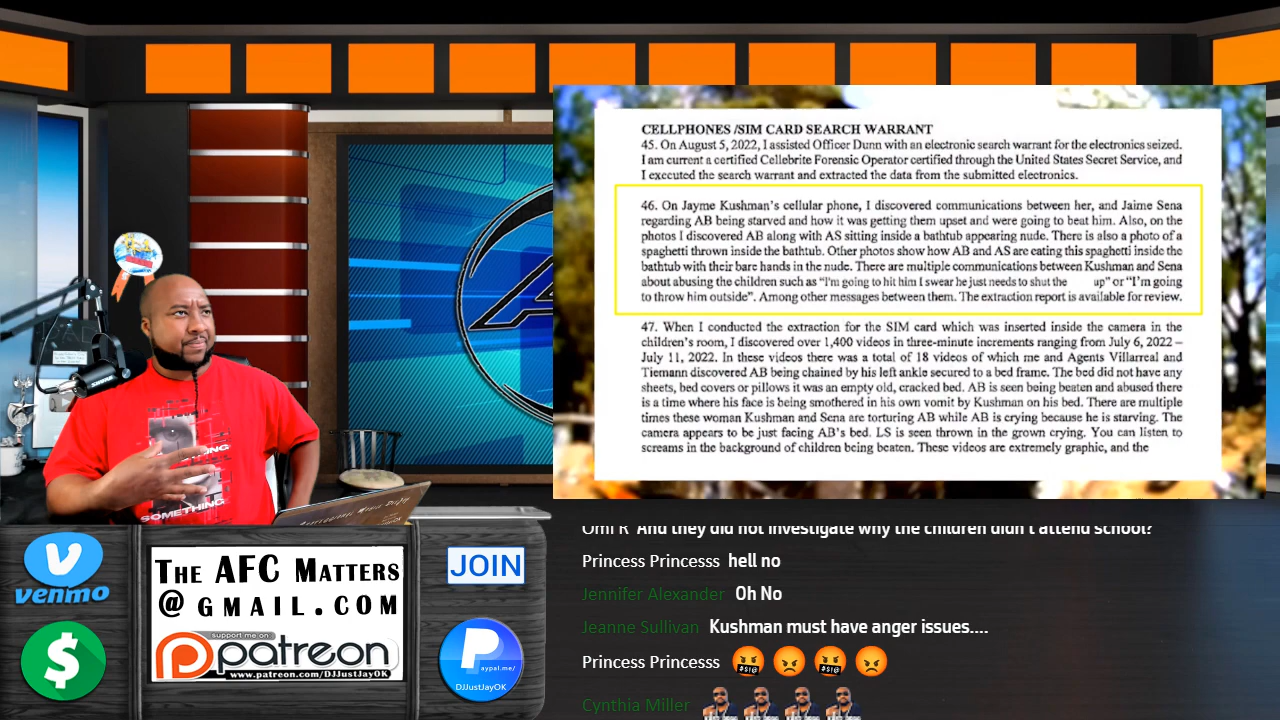 CELLPHONES /SIM CARD SEARCH WARRANT
45. On August 5, 2022, I assisted Officer Dunn with an electronic search warrant for the electronics seized.
I am current a certified Cellebrite Forensic Operator certified through the United States Secret Service, and
I executed the search warrant and extracted the data from the submitted electronics.
46. On Jayme Kushman's cellular phone, I discovered communications between her, and Jaime Sena
regarding AB being starved and how it was getting them upset and were going to beat him. Also, on the
photos I discovered AB along with AS sitting inside a bathtub appearing nude. There is also a photo of a
spaghetti thrown inside the bathtub. Other photos show how AB and AS are eating this spaghetti inside the
bathtub with their bare hands in the nude. There are multiple communications between Kushman and Sena
about abusing the children such as "I'm going to hit him I swear he just needs to shut the up" or "I'm going
to throw him outside". Among other messages between them. The extraction report is available for review.
47. When I conducted the extraction for the SIM card which was inserted inside the camera in the
children's room, I discovered over 1,400 videos in three-minute increments ranging from July 6, 2022 –
July 11, 2022. In these videos there was a total of 18 videos of which me and Agents Villarreal and
Tiemann discovered AB being chained by his left ankle secured to a bed frame. The bed did not have any
sheets, bed covers or pillows it was an empty old, cracked bed. AB is seen being beaten and abused there
is a time where his face is being smothered in his own vomit by Kushman on his bed. There are multiple
times these woman Kushman and Sena are torturing AB while AB is crying because he is starving. The
camera appears to be just facing AB's bed. LS is seen thrown in the grown crying. You can listen to
screams in the background of children being beaten. These videos are extremely graphic, and the
SHURE
SOMETHING
Omi R And they did not investigate why the children didn't attend school?
Princess Princesss hell no
Jennifer Alexander Oh No
Jeanne Sullivan Kushman must have anger issues....
Princess Princesss
Cynthia Miller
venmo
THE AFC MATTERS
@GMAIL.COM
support me on:
patreon
www.patreon.com/DJJustJayOK
JOIN
Paypal.me/
DJJustJayOK